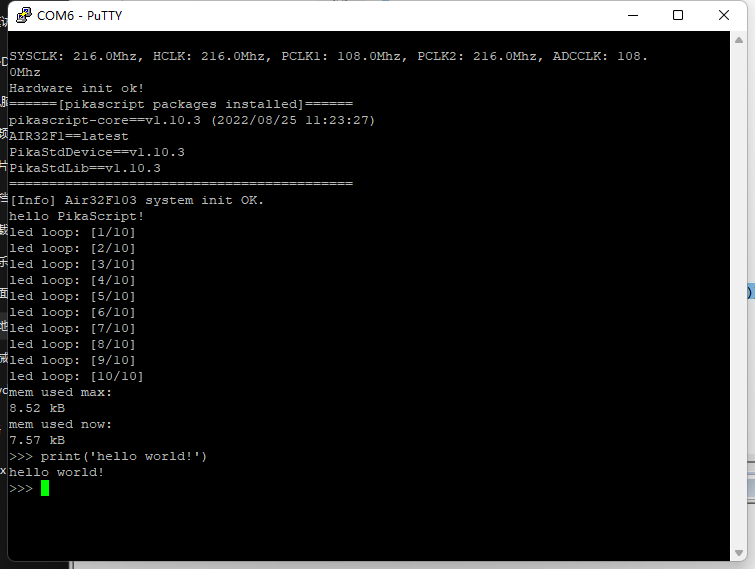 COM6 - PuTTY
SYSCLK: 216.0Mhz, HCLK: 216.0Mhz, PCLK1: 108.0Mhz, PCLK2: 216.0Mhz, ADCCLK: 108.
0Mhz
Hardware init ok!
======[pikascript packages installed]======
pikascript-core==v1.10.3 (2022/08/25 11:23:27)
AIR32F1==latest
PikaStdDevice==v1.10.3
PikaStdLib==v1.10.3
===========================================
[Info] Air32F103 system init OK.
hello PikaScript!
led loop: [1/10]
led loop: [2/10]
led loop: [3/10]
led loop: [4/10]
led loop: [5/10]
led loop: [6/10]
led loop: [7/10]
led loop: [8/10]
led loop: [9/10]
led loop: [10/10]
mem used max:
8.52 kB
mem used now:
7.57 kB
>>> print('hello world!')
hello world!
>>>